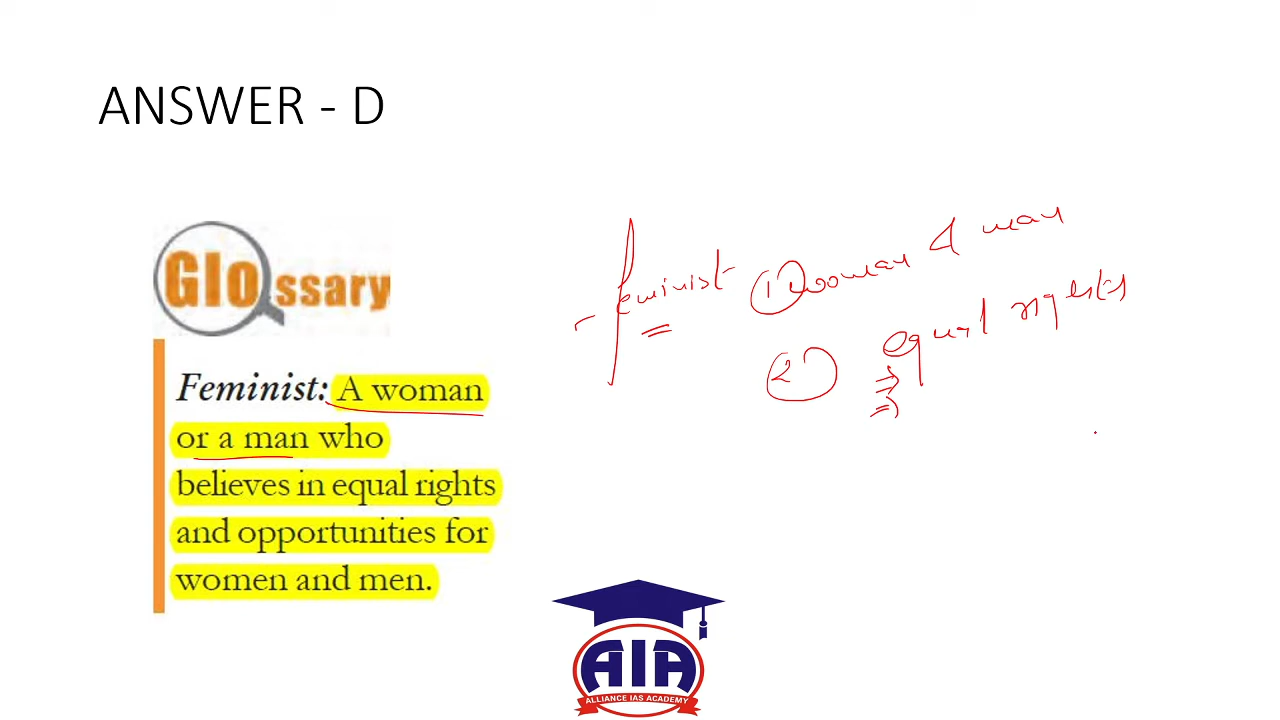 ANSWER - D
Glossary
Feminist: A woman
or a man who
believes in equal rights
and opportunities for
women and men.
- feminist ① woman & man
② equal rights
AIA
ALLIANCE IAS ACADEMY